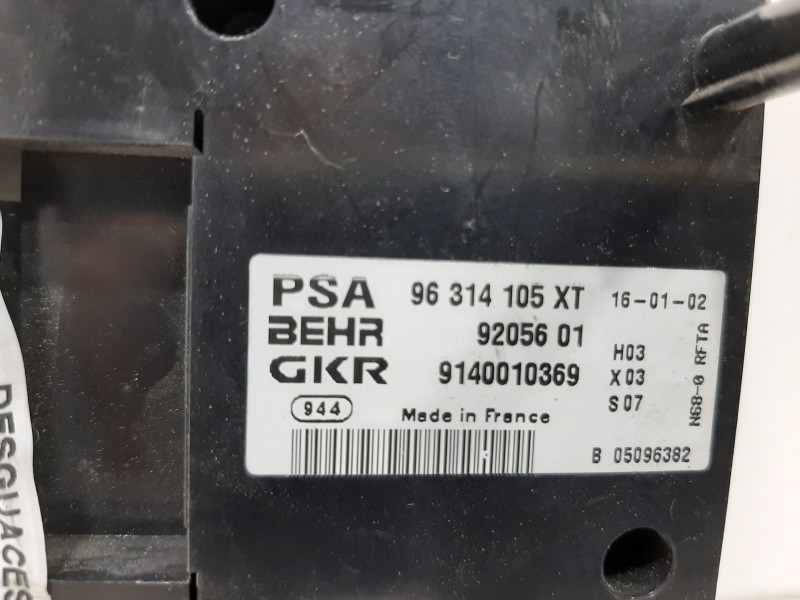 PSA 96 314 105 XT 16-01-02
BEHR 92056 01
GKR 9140010369
H03
X03
S07
N68-0 RFTA
944 Made in France
B 05096382
DESGUACES